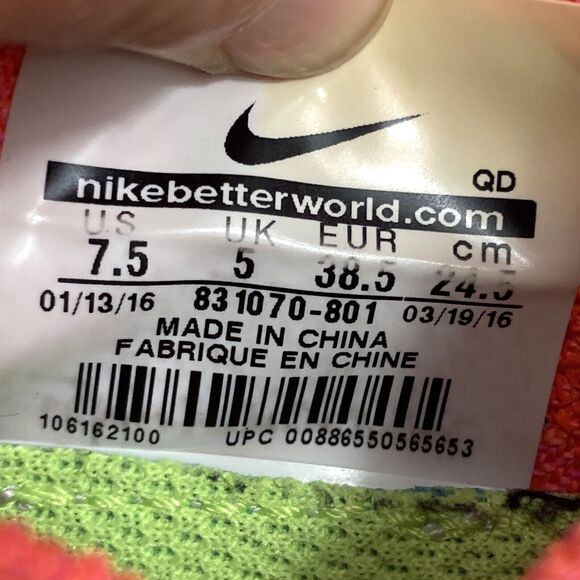 QD
nikebetterworld.com
US UK EUR cm
7.5 5 38.5 24.5
01/13/16 831070-801 03/19/16
MADE IN CHINA
FABRIQUE EN CHINE
106162100 UPC 00886550565653